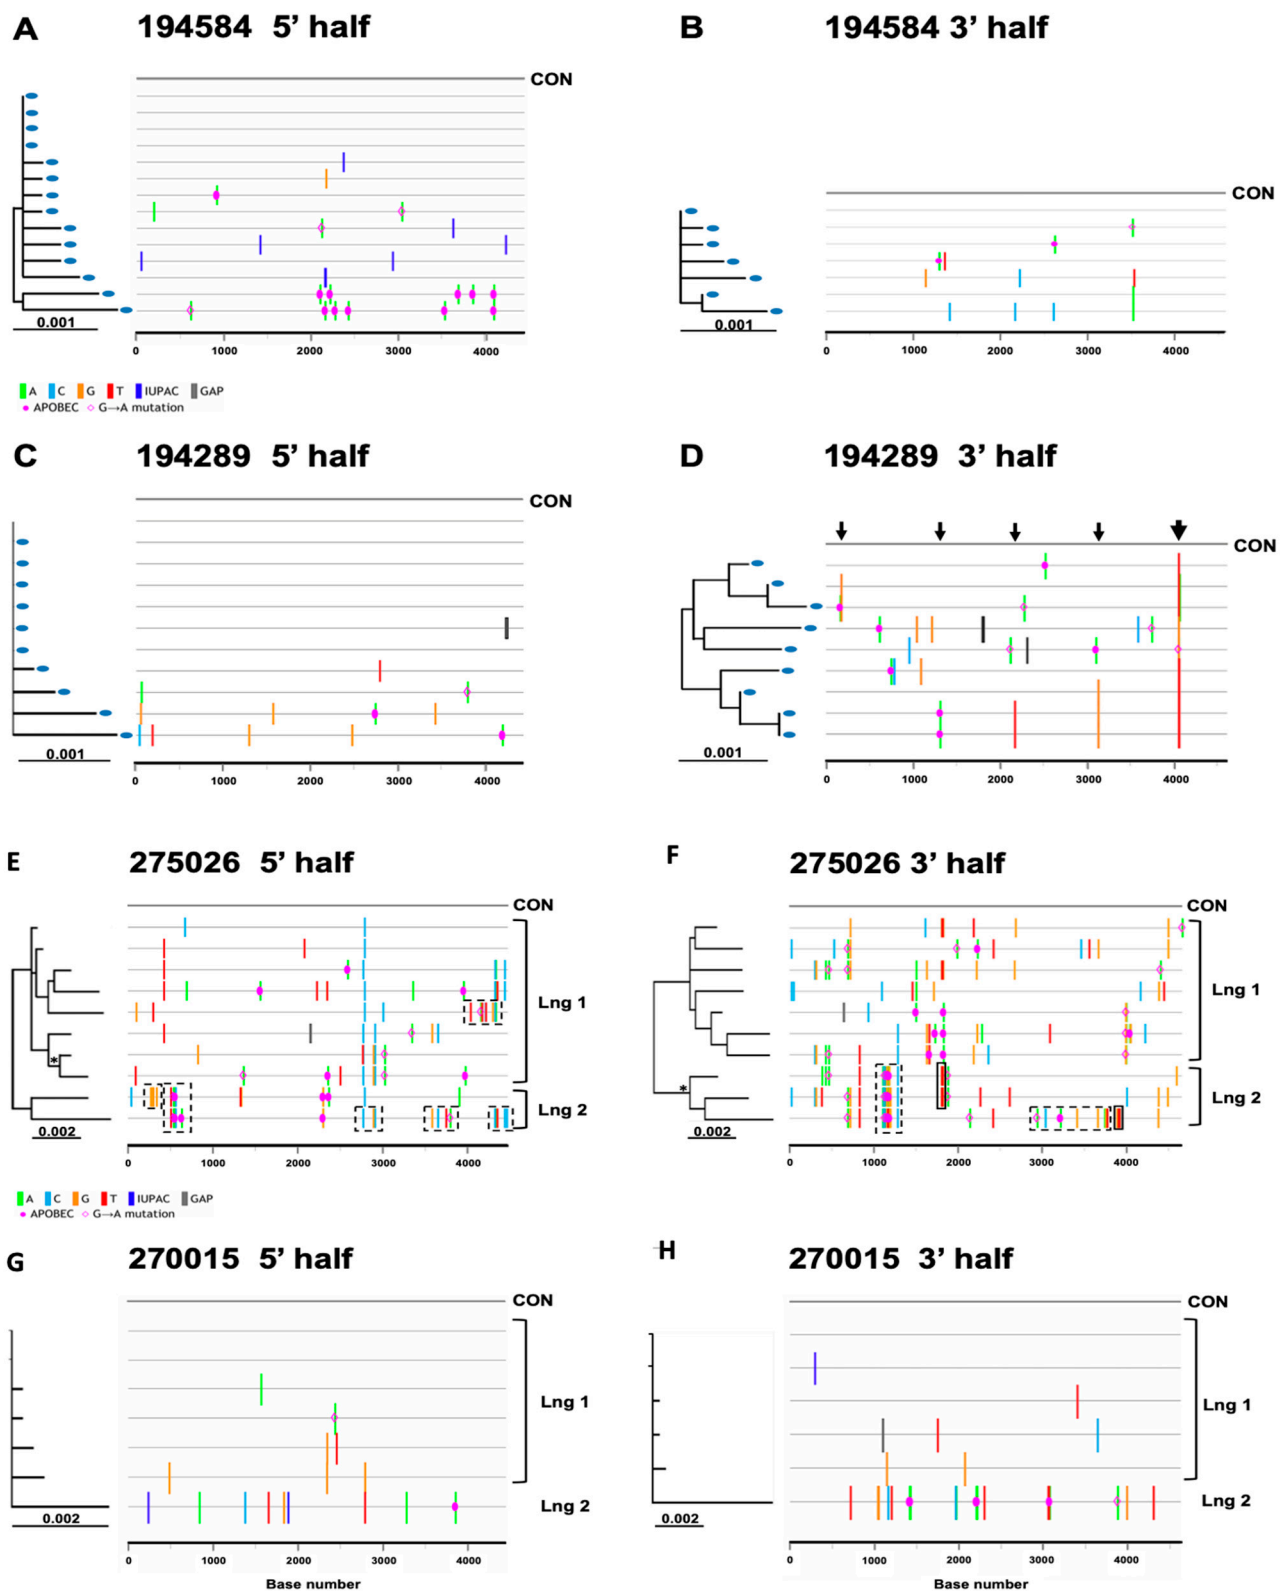 A 194584 5’ half
B 194584 3’ half
CON
CON
0.001
0 1000 2000 3000 4000
0.001
0 1000 2000 3000 4000
A C G T IUPAC GAP
APOBEC G→A mutation
C 194289 5’ half
D 194289 3’ half
CON
CON
0.001
0 1000 2000 3000 4000
0.001
0 1000 2000 3000 4000
E 275026 5’ half
F 275026 3’ half
CON
CON
Lng 1
Lng 1
*
*
Lng 2
Lng 2
0.002
0 1000 2000 3000 4000
0.002
0 1000 2000 3000 4000
A C G T IUPAC GAP
APOBEC G→A mutation
G 270015 5’ half
H 270015 3’ half
CON
CON
Lng 1
Lng 1
Lng 2
Lng 2
0.002
0 1000 2000 3000 4000
Base number
0.002
0 1000 2000 3000 4000
Base number